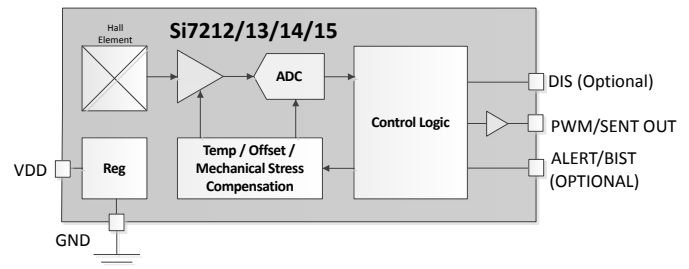 Si7212/13/14/15
Hall
Element
ADC
Control Logic
DIS (Optional)
PWM/SENT OUT
ALERT/BIST
(OPTIONAL)
Temp / Offset /
Mechanical Stress
Compensation
VDD
Reg
GND